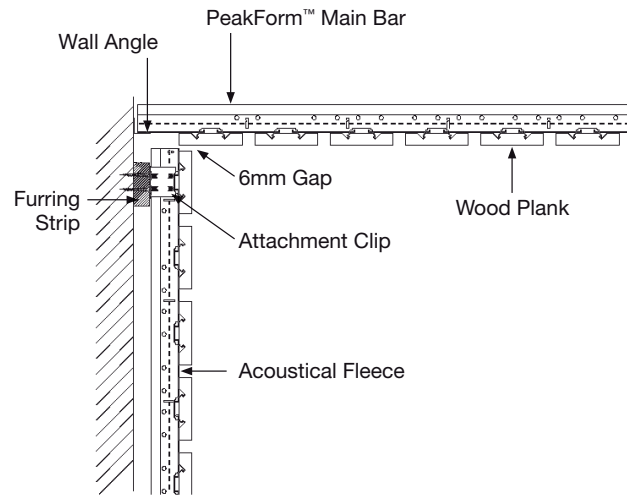 PeakForm™ Main Bar
Wall Angle
6mm Gap
Wood Plank
Furring
Strip
Attachment Clip
Acoustical Fleece